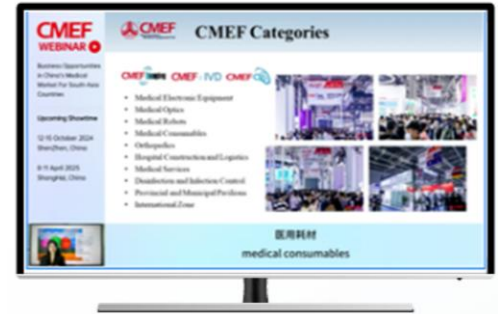 CMEF
WEBINAR
Business Opportunities
in China's Medical
Market For South Asia
Countries
Upcoming Showtime
12-15 October 2024
ShenZhen, China
8-11 April 2025
Shanghai, China
CMEF
CMEF Categories
CMEF
CMEF IVD
CMEF
• Medical Electronic Equipment
• Medical Optics
• Medical Robots
• Medical Consumables
• Orthopedics
• Hospital Construction and Logistics
• Medical Services
• Disinfection and Infection Control
• Provincial and Municipal Pavilions
• International Zone
医用耗材
medical consumables